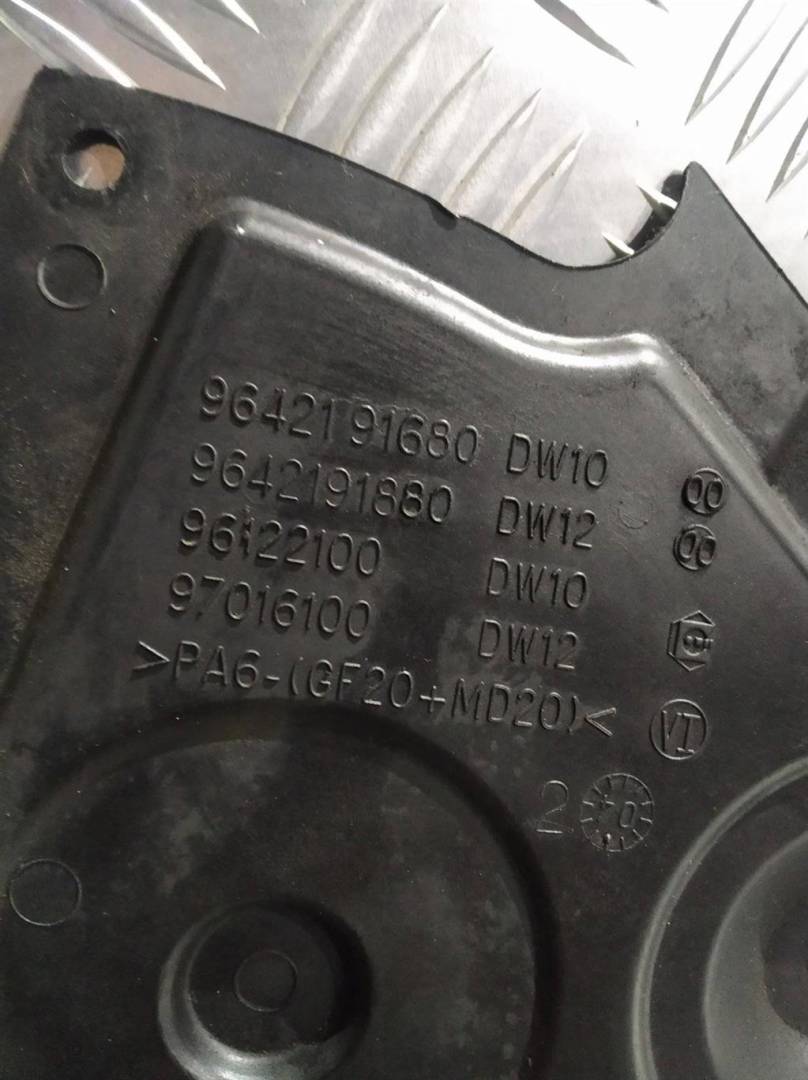 9642191680 DW10
9642191880 DW12
96122100 DW10
97016100 DW12
>PA6-(GF20+MD20)<
VI
2